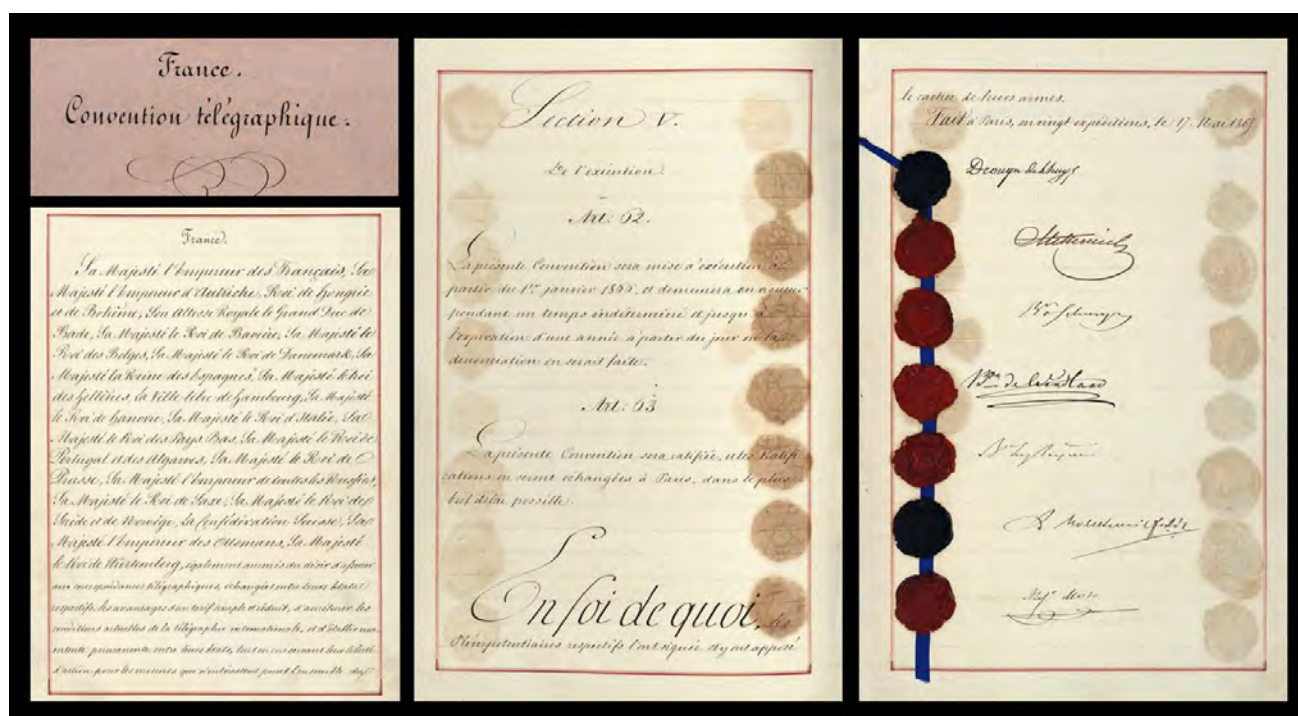 France.
Convention télégraphique.
France.
Sa Majesté l'Empereur des Français, Sa
Majesté l'Empereur d'Autriche, Roi de Hongrie
et de Bohême, Son Altesse Royale le Grand Duc de
Bade, Sa Majesté le Roi de Bavière, Sa Majesté le
Roi des Belges, Sa Majesté le Roi de Danemark, Sa
Majesté la Reine des Espagnes, Sa Majesté le Roi
des Hellènes, la Ville libre de Hambourg, Sa Majesté
le Roi de Hanovre, Sa Majesté le Roi d'Italie, Sa
Majesté le Roi des Pays Bas, Sa Majesté le Roi de
Portugal et des Algarves, Sa Majesté le Roi de
Prusse, Sa Majesté l'Empereur de toutes les Russies,
Sa Majesté le Roi de Saxe, Sa Majesté le Roi de
Suède et de Norwège, la Confédération Suisse, Sa
Majesté l'Empereur des Ottomans, Sa Majesté
le Roi de Wurtemberg, également animés du désir d'assurer
aux correspondances télégraphiques, échangées entre leurs Etats
respectifs, les avantages d'un tarif simple et réduit, d'améliorer les
conditions actuelles de la télégraphie internationale, et d'établir une
entente permanente entre leurs Etats, tout en conservant leur liberté
d'action pour les mesures qui n'intéressent point l'ensemble du
Section V.
De l'exécution.
Art: 62.
La présente Convention sera mise à exécution à
partir du 1er janvier 1866, et demeurera en vigueur
pendant un temps indéterminé et jusqu'à
l'expiration d'une année à partir du jour où la
dénonciation en serait faite.
Art: 63
La présente Convention sera ratifiée, et les Ratifi
cations en seront échangées à Paris, dans le plus
bref délai possible.
En foi de quoi, les
Plénipotentiaires respectifs l'ont signée et y ont apposé
le cachet de leurs armes.
Fait à Paris, en vingt expéditions, le 17 Mai 1865.
Drouyn de Lhuys
Metternich